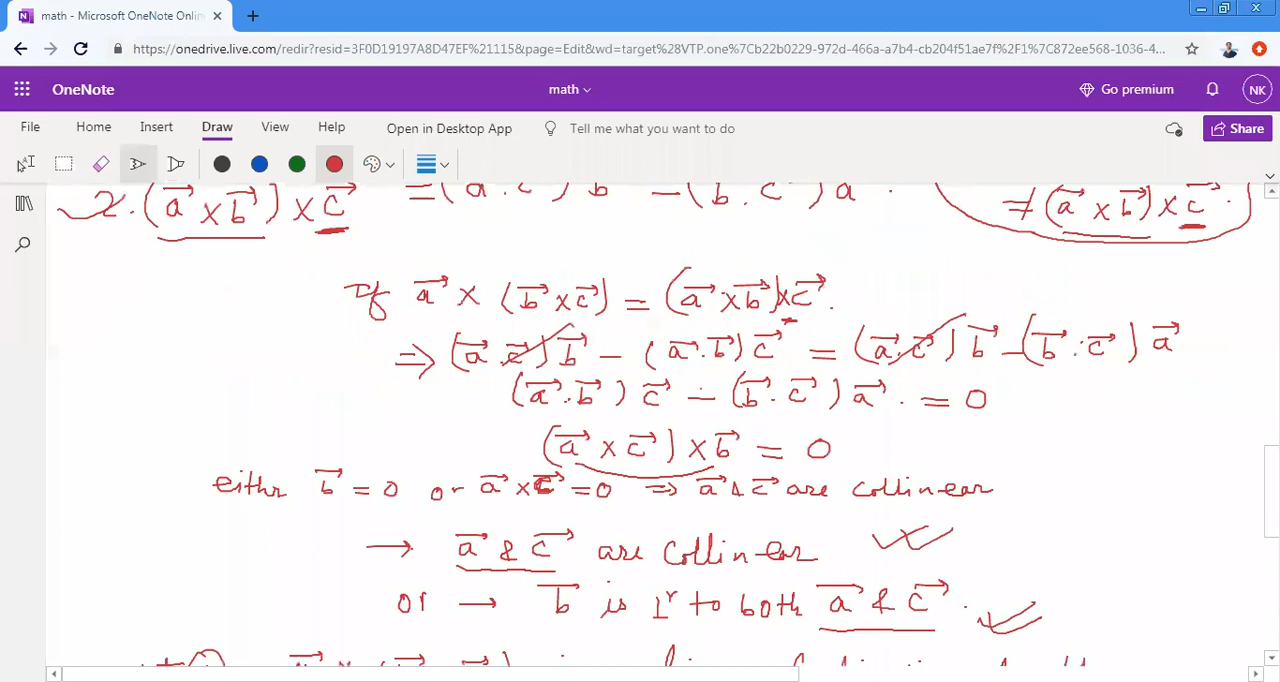 math - Microsoft OneNote Onlin
https://onedrive.live.com/redir?resid=3F0D19197A8D47EF%21115&page=Edit&wd=target%28VTP.one%7Cb22b0229-972d-466a-a7b4-cb204f51ae7f%2F1%7C872ee568-1036-4...
OneNote math Go premium NK
File Home Insert Draw View Help Open in Desktop App Tell me what you want to do Share
2. (a⃗ × b⃗) × c⃗ = (a⃗ . c⃗) b⃗ - (b⃗ . c⃗) a⃗ . ≠ (a⃗ × b⃗) × c⃗ .
If a⃗ × (b⃗ × c⃗) = (a⃗ × b⃗) × c⃗ .
⇒ (a⃗ . c⃗) b⃗ - (a⃗ . b⃗) c⃗ = (a⃗ . c⃗) b⃗ - (b⃗ . c⃗) a⃗
(a⃗ . b⃗) c⃗ - (b⃗ . c⃗) a⃗ . = 0
(a⃗ × c⃗) × b⃗ = 0
eithr b⃗ = 0 or a⃗ × c⃗ = 0 ⇒ a⃗ & c⃗ are collinear
→ a⃗ & c⃗ are collinear
or → b⃗ is ⊥r to both a⃗ & c⃗ .